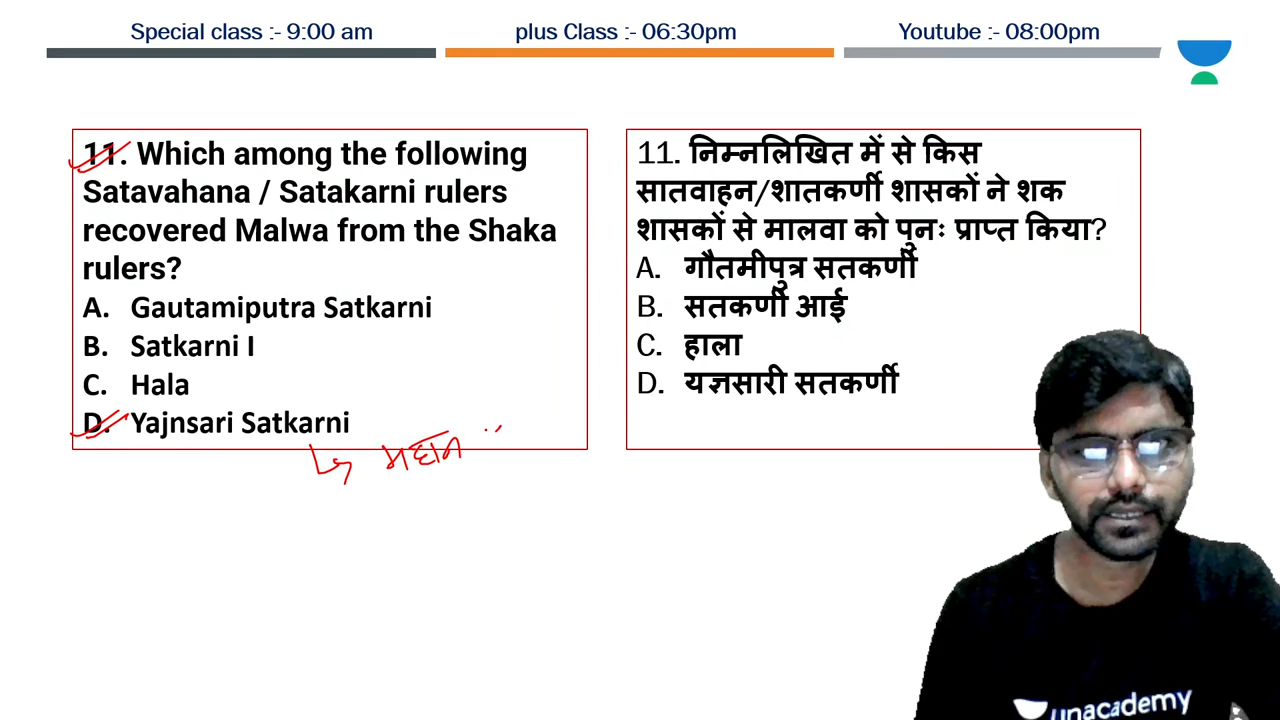 Special class :- 9:00 am
plus Class :- 06:30pm
Youtube :- 08:00pm
11. Which among the following
Satavahana / Satakarni rulers
recovered Malwa from the Shaka
rulers?
A. Gautamiputra Satkarni
B. Satkarni I
C. Hala
D. Yajnsari Satkarni
महान
11. निम्नलिखित में से किस
सातवाहन/शातकर्णी शासकों ने शक
शासकों से मालवा को पुनः प्राप्त किया?
A. गौतमीपुत्र सतकर्णी
B. सतकर्णी आई
C. हाला
D. यज्ञसारी सतकर्णी
unacademy